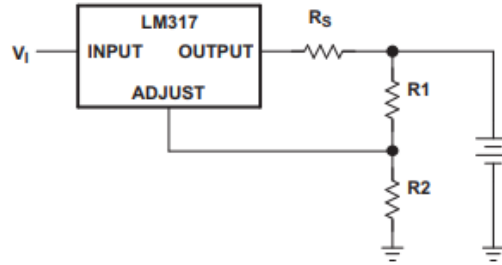 LM317
R_S
V_I INPUT OUTPUT
R1
ADJUST
R2